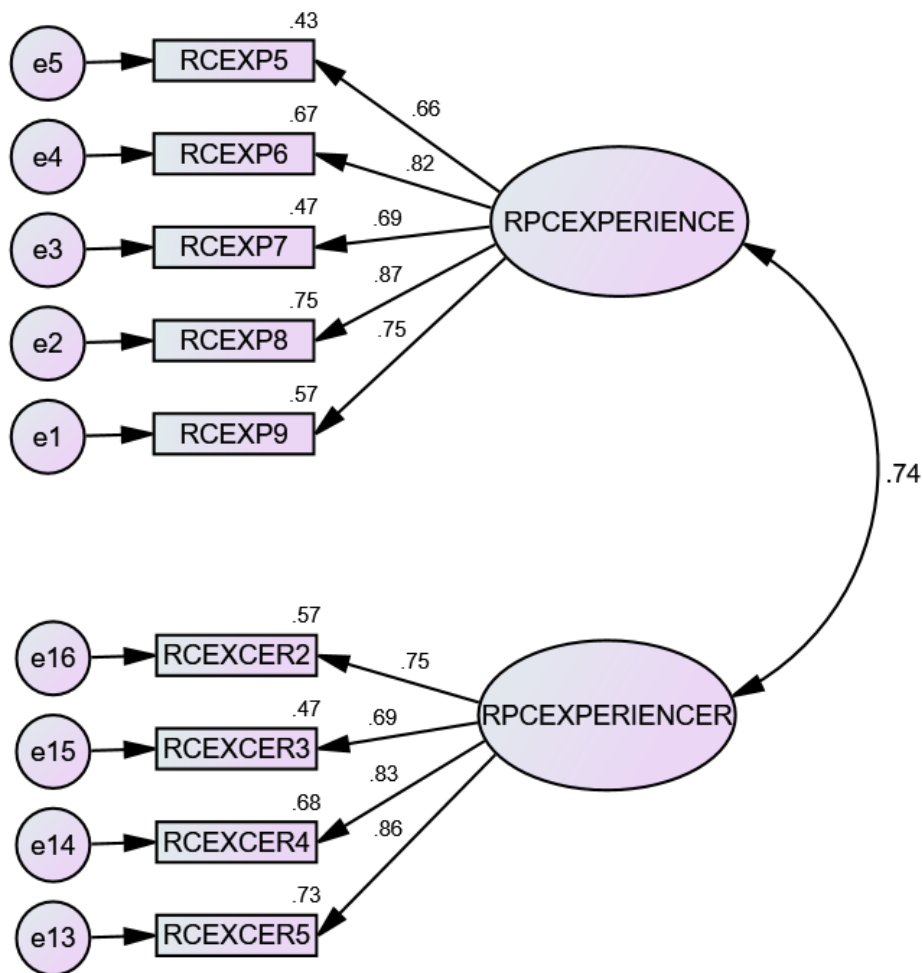 .43
e5
RCEXP5
.66
.67
e4
RCEXP6
.82
RPCEXPERIENCE
.47
e3
RCEXP7
.69
.75
e2
RCEXP8
.87
.57
e1
RCEXP9
.75
.74
.57
e16
RCEXCER2
.75
.47
e15
RCEXCER3
.69
RPCEXPERIENCER
.68
e14
RCEXCER4
.83
.73
e13
RCEXCER5
.86